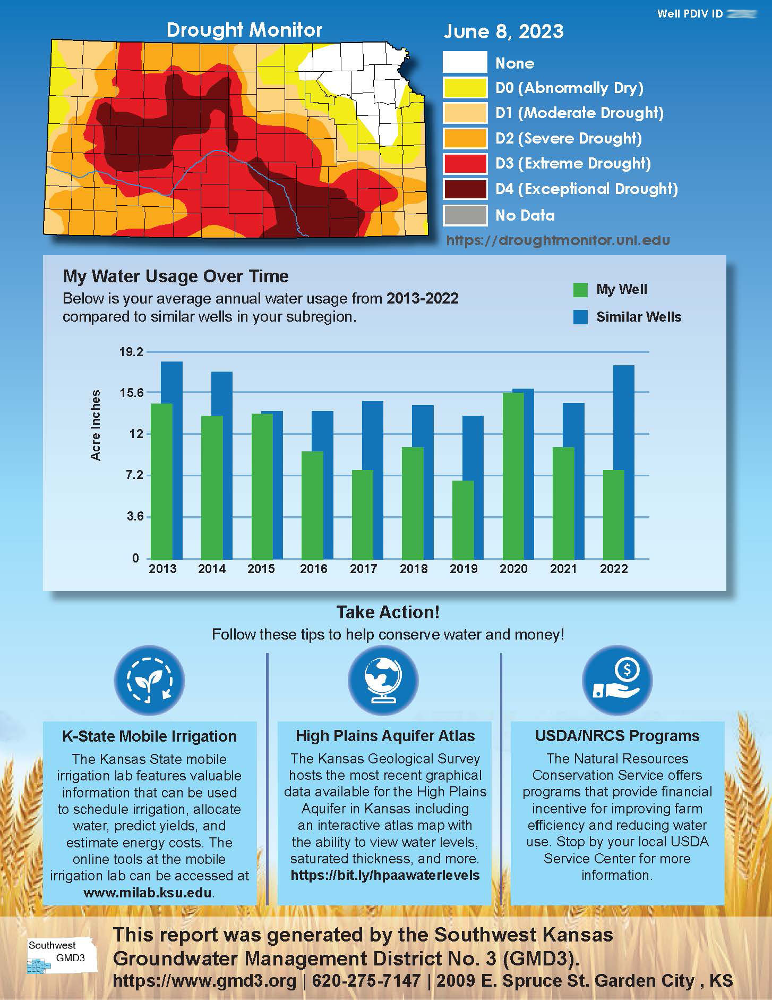 Well PDIV ID
Drought Monitor
June 8, 2023
None
D0 (Abnormally Dry)
D1 (Moderate Drought)
D2 (Severe Drought)
D3 (Extreme Drought)
D4 (Exceptional Drought)
No Data
https://droughtmonitor.unl.edu
My Water Usage Over Time
Below is your average annual water usage from 2013-2022
compared to similar wells in your subregion.
My Well
Similar Wells
Acre Inches
19.2
15.6
12
7.2
3.6
0
2013 2014 2015 2016 2017 2018 2019 2020 2021 2022
Take Action!
Follow these tips to help conserve water and money!
K-State Mobile Irrigation
The Kansas State mobile
irrigation lab features valuable
information that can be used
to schedule irrigation, allocate
water, predict yields, and
estimate energy costs. The
online tools at the mobile
irrigation lab can be accessed at
www.milab.ksu.edu.
High Plains Aquifer Atlas
The Kansas Geological Survey
hosts the most recent graphical
data available for the High Plains
Aquifer in Kansas including
an interactive atlas map with
the ability to view water levels,
saturated thickness, and more.
https://bit.ly/hpaawaterlevels
$
USDA/NRCS Programs
The Natural Resources
Conservation Service offers
programs that provide financial
incentive for improving farm
efficiency and reducing water
use. Stop by your local USDA
Service Center for more
information.
Southwest
GMD3
This report was generated by the Southwest Kansas
Groundwater Management District No. 3 (GMD3).
https://www.gmd3.org | 620-275-7147 | 2009 E. Spruce St. Garden City , KS